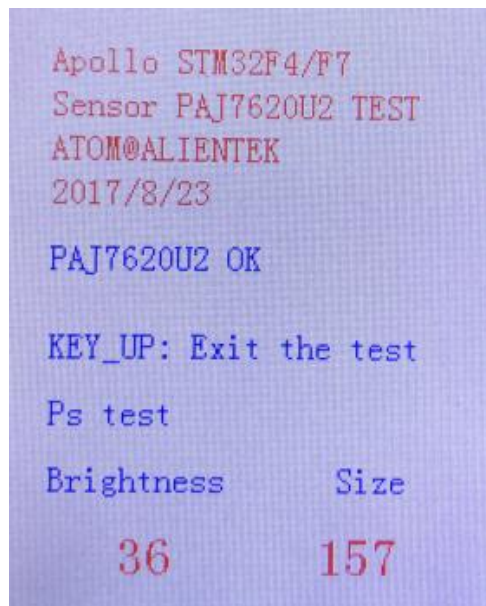 Apollo STM32F4/F7
Sensor PAJ7620U2 TEST
ATOM@ALIENTEK
2017/8/23
PAJ7620U2 OK
KEY_UP: Exit the test
Ps test
Brightness Size
36 157